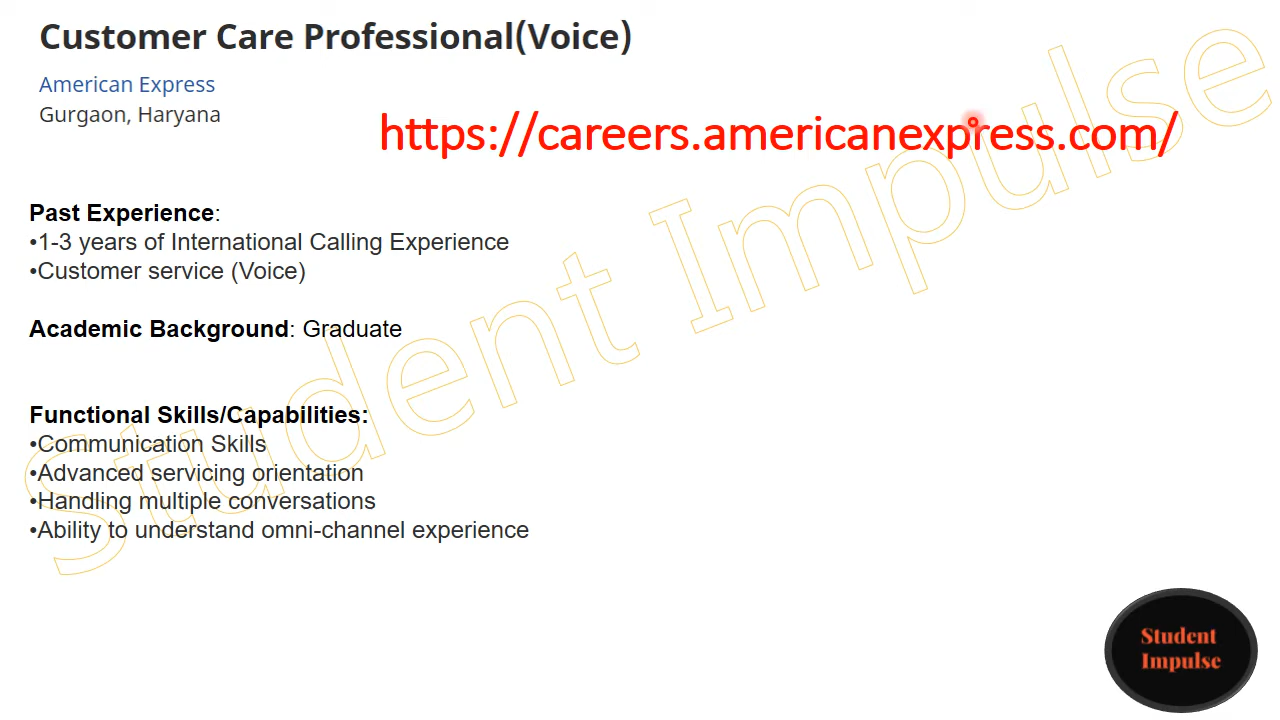 Customer Care Professional(Voice)
American Express
Gurgaon, Haryana
https://careers.americanexpress.com/
Past Experience:
•1-3 years of International Calling Experience
•Customer service (Voice)
Academic Background: Graduate
Functional Skills/Capabilities:
•Communication Skills
•Advanced servicing orientation
•Handling multiple conversations
•Ability to understand omni-channel experience
Student Impulse
Student
Impulse